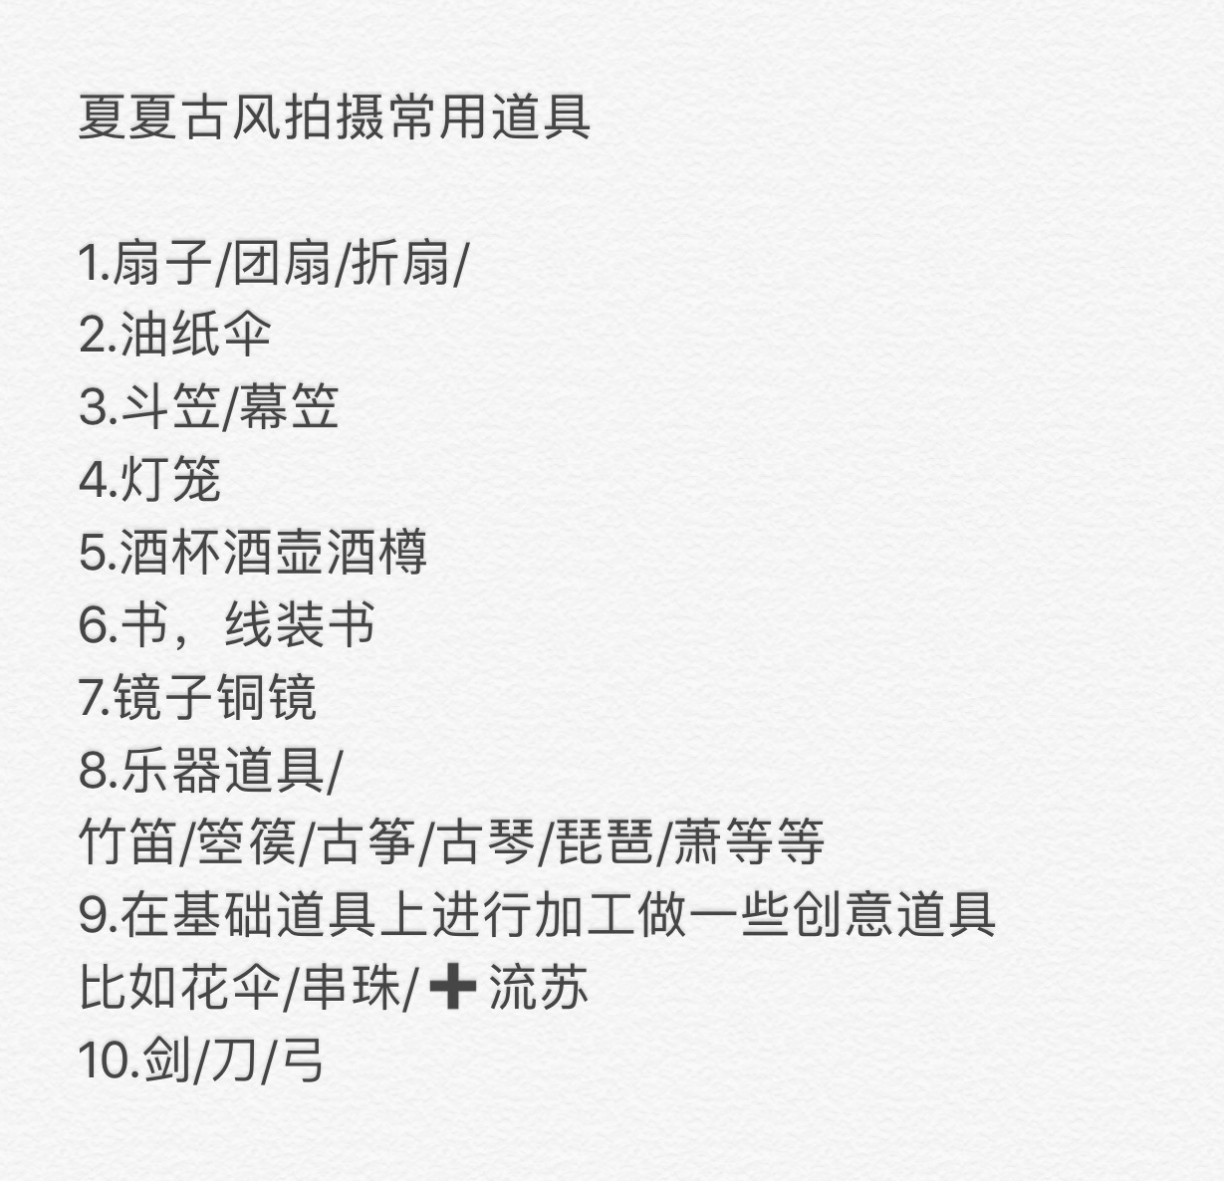 夏夏古风拍摄常用道具
1.扇子/团扇/折扇/
2.油纸伞
3.斗笠/幕笠
4.灯笼
5.酒杯酒壶酒樽
6.书，线装书
7.镜子铜镜
8.乐器道具/
竹笛/箜篌/古筝/古琴/琵琶/萧等等
9.在基础道具上进行加工做一些创意道具
比如花伞/串珠/➕流苏
10.剑/刀/弓